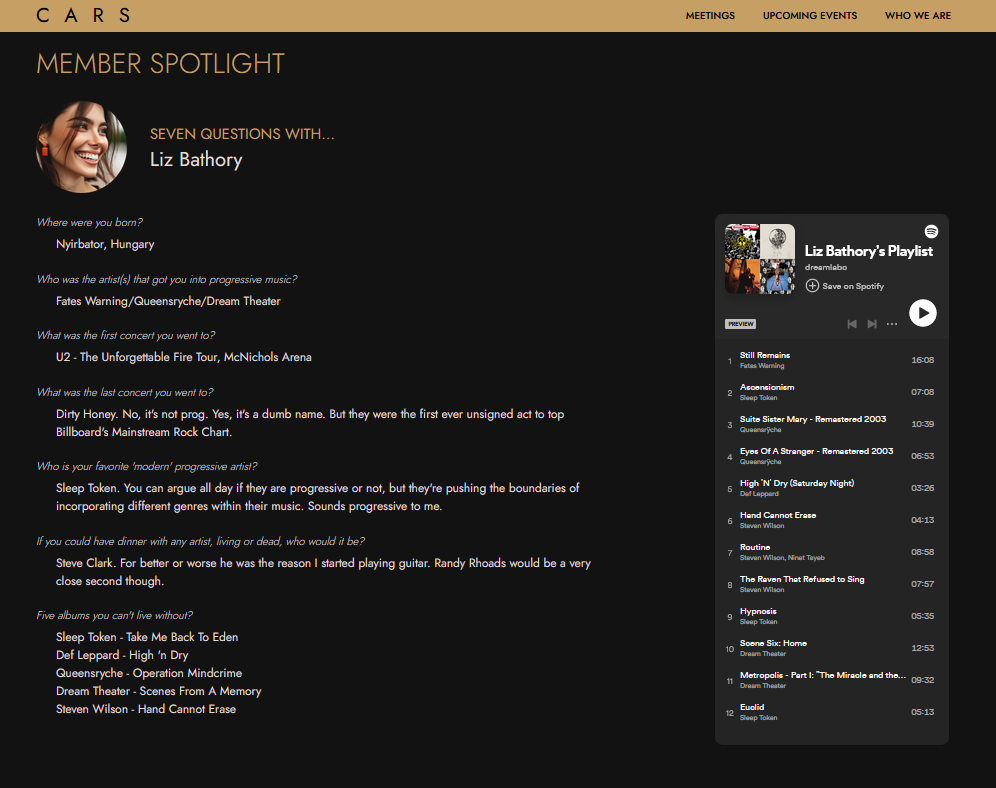 CARS
MEETINGS
UPCOMING EVENTS
WHO WE ARE
MEMBER SPOTLIGHT
SEVEN QUESTIONS WITH...
Liz Bathory
Where were you born?
Nyirbator, Hungary
Who was the artist(s) that got you into progressive music?
Fates Warning/Queensryche/Dream Theater
What was the first concert you went to?
U2 - The Unforgettable Fire Tour, McNichols Arena
What was the last concert you went to?
Dirty Honey. No, it's not prog. Yes, it's a dumb name. But they were the first ever unsigned act to top
Billboard's Mainstream Rock Chart.
Who is your favorite 'modern' progressive artist?
Sleep Token. You can argue all day if they are progressive or not, but they're pushing the boundaries of
incorporating different genres within their music. Sounds progressive to me.
If you could have dinner with any artist, living or dead, who would it be?
Steve Clark. For better or worse he was the reason I started playing guitar. Randy Rhoads would be a very
close second though.
Five albums you can't live without?
Sleep Token - Take Me Back To Eden
Def Leppard - High 'n Dry
Queensryche - Operation Mindcrime
Dream Theater - Scenes From A Memory
Steven Wilson - Hand Cannot Erase
Liz Bathory's Playlist
dreamlabo
Save on Spotify
PREVIEW
1 Still Remains 16:08
Fates Warning
2 Ascensionism 07:08
Sleep Token
3 Suite Sister Mary - Remastered 2003 10:39
Queensrÿche
4 Eyes Of A Stranger - Remastered 2003 06:53
Queensrÿche
5 High 'N' Dry (Saturday Night) 03:26
Def Leppard
6 Hand Cannot Erase 04:13
Steven Wilson
7 Routine 08:58
Steven Wilson, Ninet Tayeb
8 The Raven That Refused to Sing 07:57
Steven Wilson
9 Hypnosis 05:35
Sleep Token
10 Scene Six: Home 12:53
Dream Theater
11 Metropolis - Part I: "The Miracle and the... 09:32
Dream Theater
12 Euclid 05:13
Sleep Token